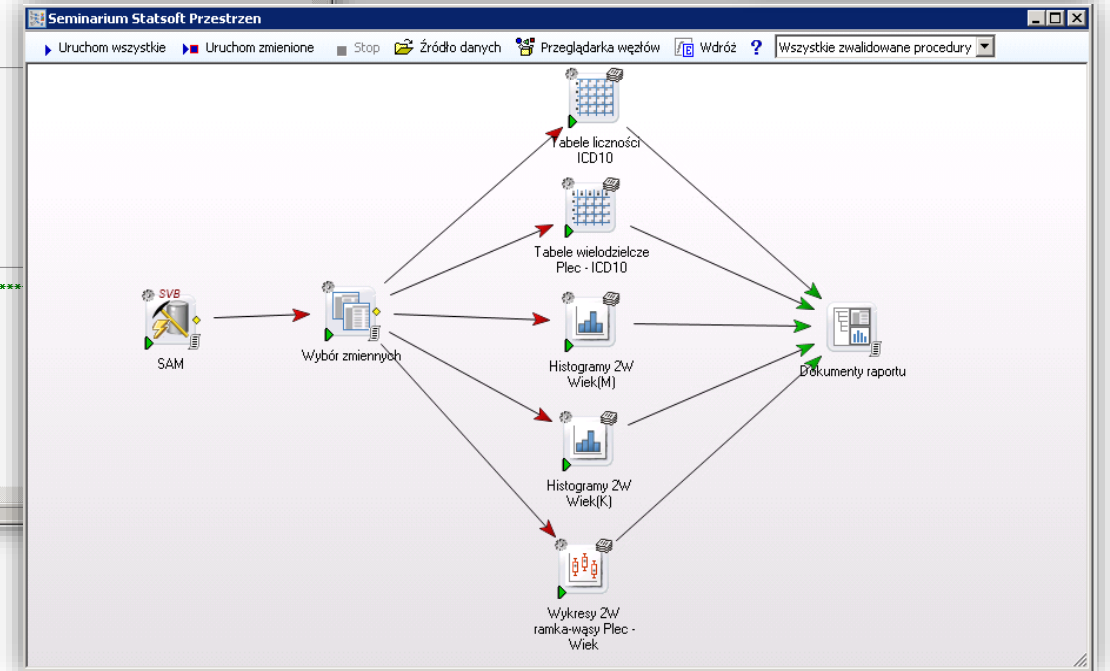 Seminarium Statsoft Przestrzen
Uruchom wszystkie Uruchom zmienione Stop Źródło danych Przeglądarka węzłów Wdróż ? Wszystkie zwalidowane procedury
Tabele liczności
ICD10
Tabele wielodzielcze
Plec - ICD10
SVB
SAM
Wybór zmiennych
Histogramy 2W
Wiek(M)
Dokumenty raportu
Histogramy 2W
Wiek(K)
Wykresy 2W
ramka-wąsy Plec -
Wiek
***